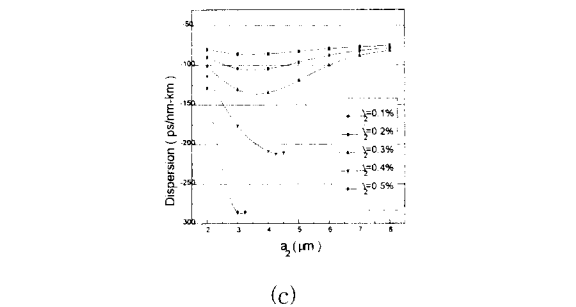 -50
-100
-150
-200
-250
-300
Dispersion ( ps/nm-km)
2 3 4 5 6 7 8
a₂ (μm)
=0.1%
=0.2%
=0.3%
=0.4%
=0.5%
(c)